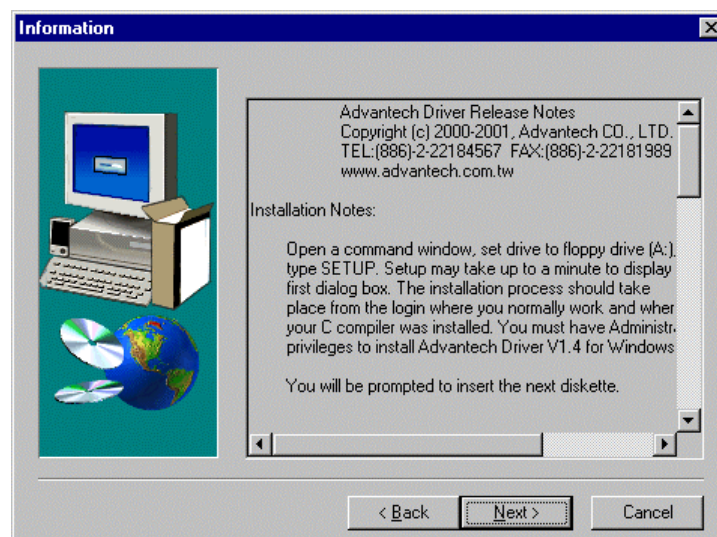 Information
Advantech Driver Release Notes
Copyright (c) 2000-2001, Advantech CO., LTD.
TEL:(886)-2-22184567 FAX:(886)-2-22181989
www.advantech.com.tw
Installation Notes:
Open a command window, set drive to floppy drive (A:),
type SETUP. Setup may take up to a minute to display
first dialog box. The installation process should take
place from the login where you normally work and wher
your C compiler was installed. You must have Administr
privileges to install Advantech Driver V1.4 for Windows
You will be prompted to insert the next diskette.
< Back
Next >
Cancel